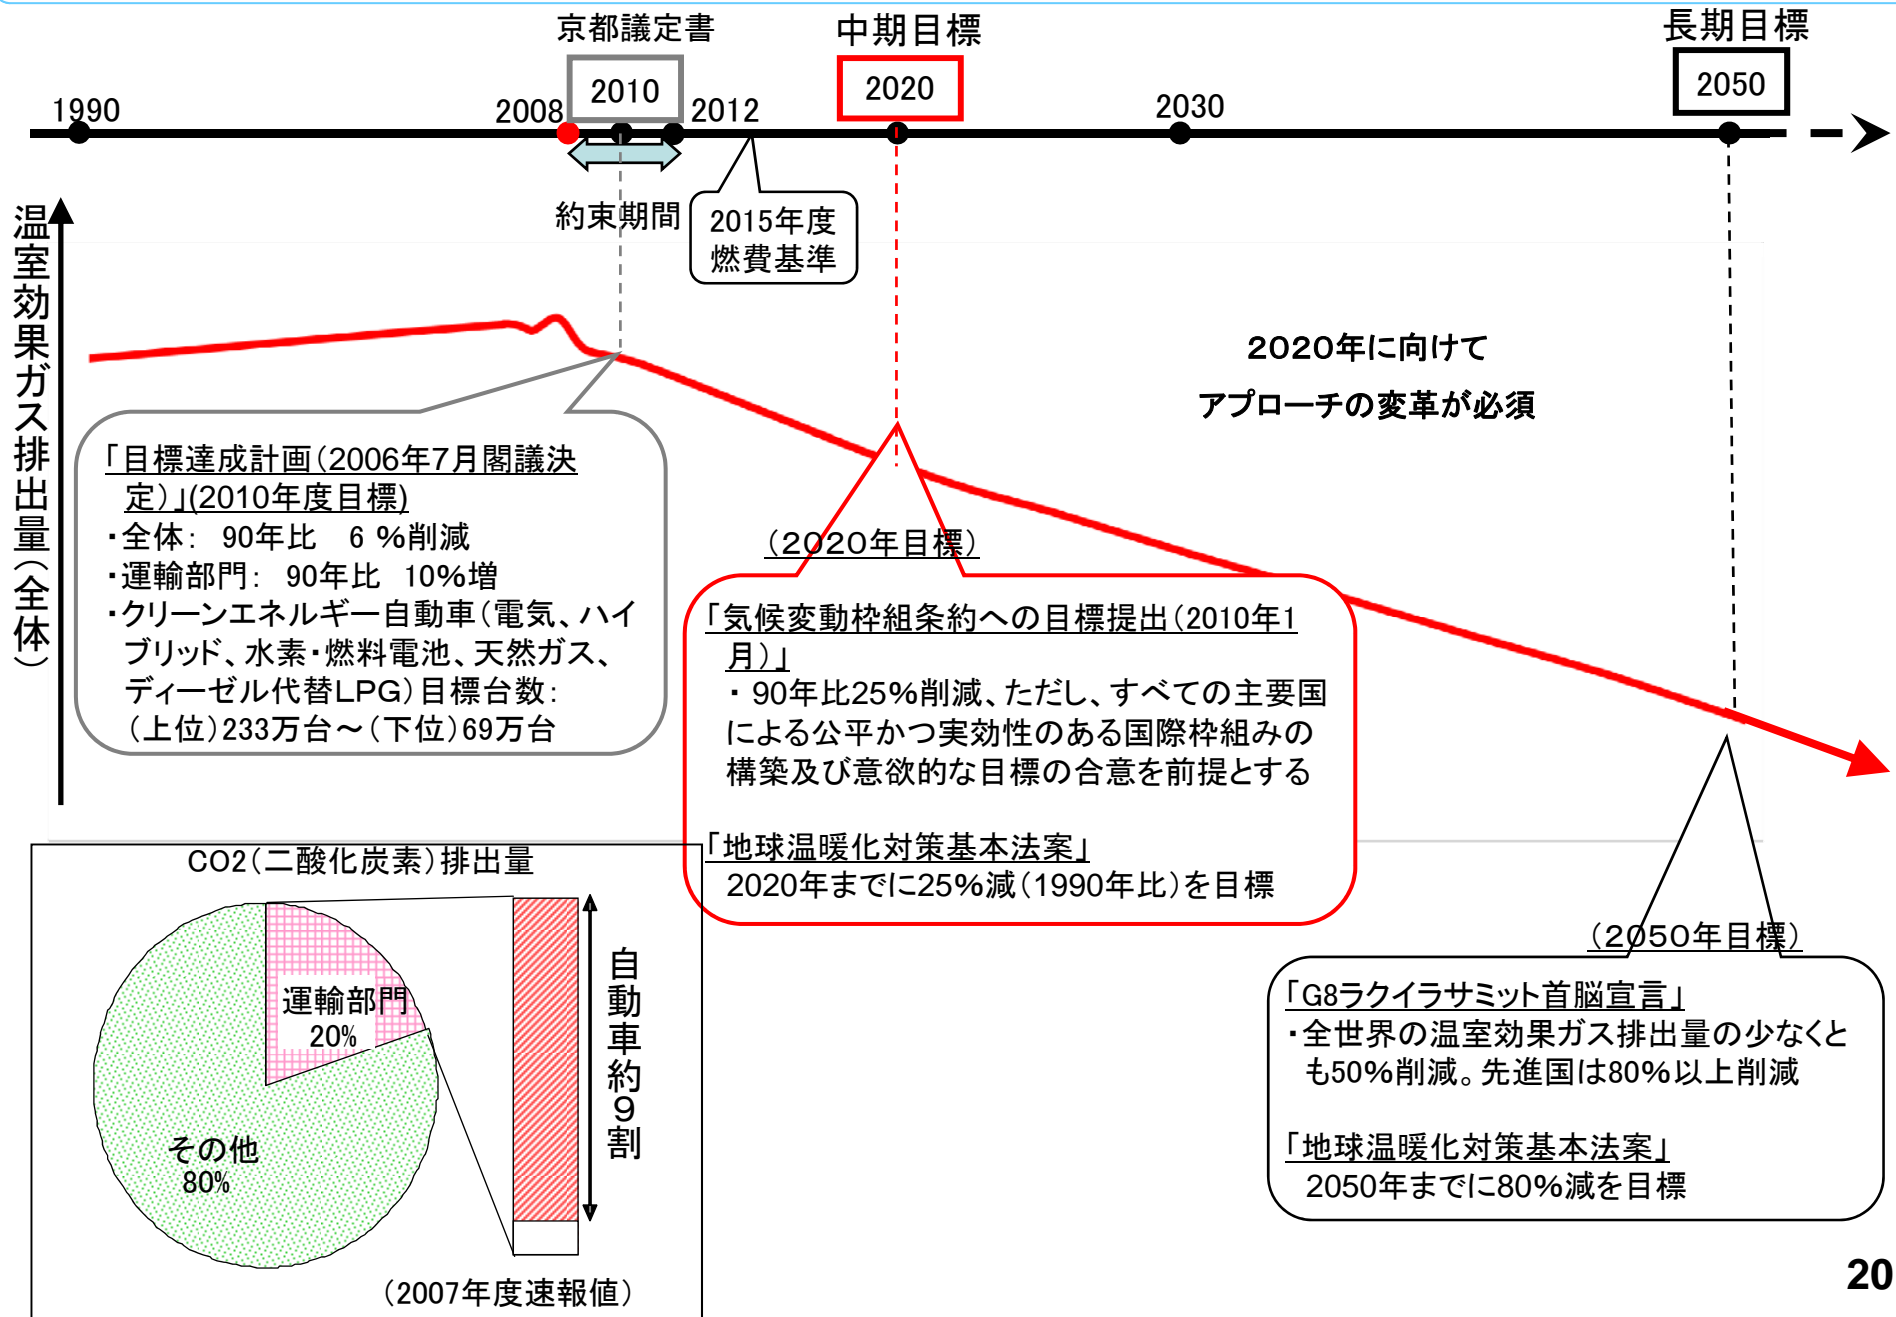 京都議定書
中期目標
長期目標
1990
2008
2010
2012
2020
2030
2050
約束期間
2015年度
燃費基準
温室効果ガス排出量（全体）
2020年に向けて
アプローチの変革が必須
「目標達成計画（2006年7月閣議決
定）」(2010年度目標)
・全体： 90年比 6 %削減
・運輸部門： 90年比 10%増
・クリーンエネルギー自動車（電気、ハイ
ブリッド、水素・燃料電池、天然ガス、
ディーゼル代替LPG）目標台数：
（上位）233万台～（下位）69万台
（2020年目標）
「気候変動枠組条約への目標提出（2010年1
月）」
・ 90年比25%削減、ただし、すべての主要国
による公平かつ実効性のある国際枠組みの
構築及び意欲的な目標の合意を前提とする
「地球温暖化対策基本法案」
2020年までに25%減（1990年比）を目標
（2050年目標）
「G8ラクイラサミット首脳宣言」
・全世界の温室効果ガス排出量の少なくと
も50%削減。先進国は80%以上削減
「地球温暖化対策基本法案」
2050年までに80%減を目標
CO2（二酸化炭素）排出量
運輸部門
20%
その他
80%
自動車約9割
（2007年度速報値）
20